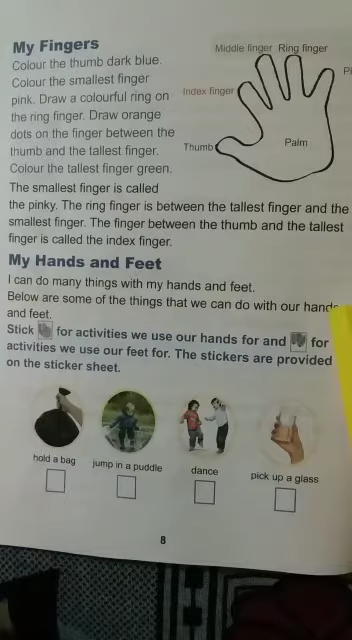 My Fingers
Colour the thumb dark blue.
Colour the smallest finger
pink. Draw a colourful ring on
the ring finger. Draw orange
dots on the finger between the
thumb and the tallest finger.
Colour the tallest finger green.
Middle finger Ring finger
Index finger
Thumb
Palm
The smallest finger is called
the pinky. The ring finger is between the tallest finger and the
smallest finger. The finger between the thumb and the tallest
finger is called the index finger.
My Hands and Feet
I can do many things with my hands and feet.
Below are some of the things that we can do with our hands
and feet.
Stick for activities we use our hands for and for
activities we use our feet for. The stickers are provided
on the sticker sheet.
hold a bag
jump in a puddle
dance
pick up a glass
8